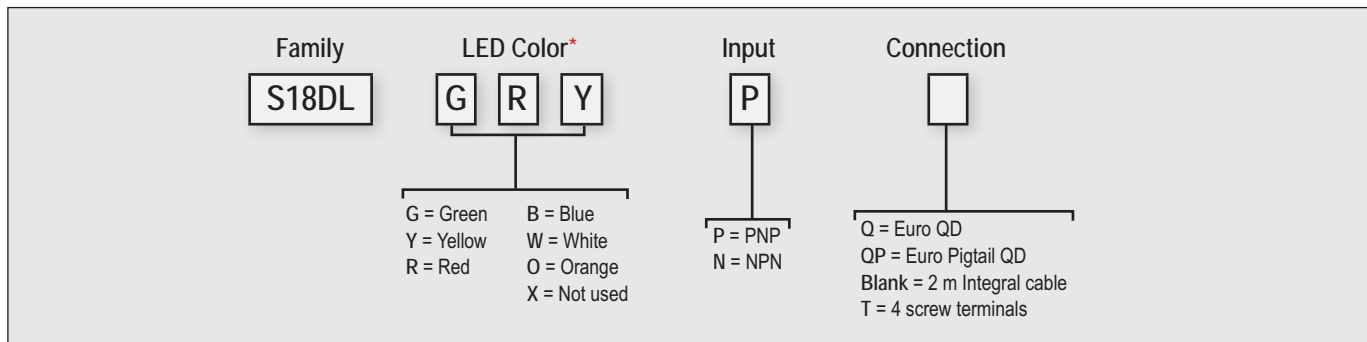 Family
LED Color*
Input
Connection
S18DL
G
R
Y
P
G = Green
Y = Yellow
R = Red
B = Blue
W = White
O = Orange
X = Not used
P = PNP
N = NPN
Q = Euro QD
QP = Euro Pigtail QD
Blank = 2 m Integral cable
T = 4 screw terminals